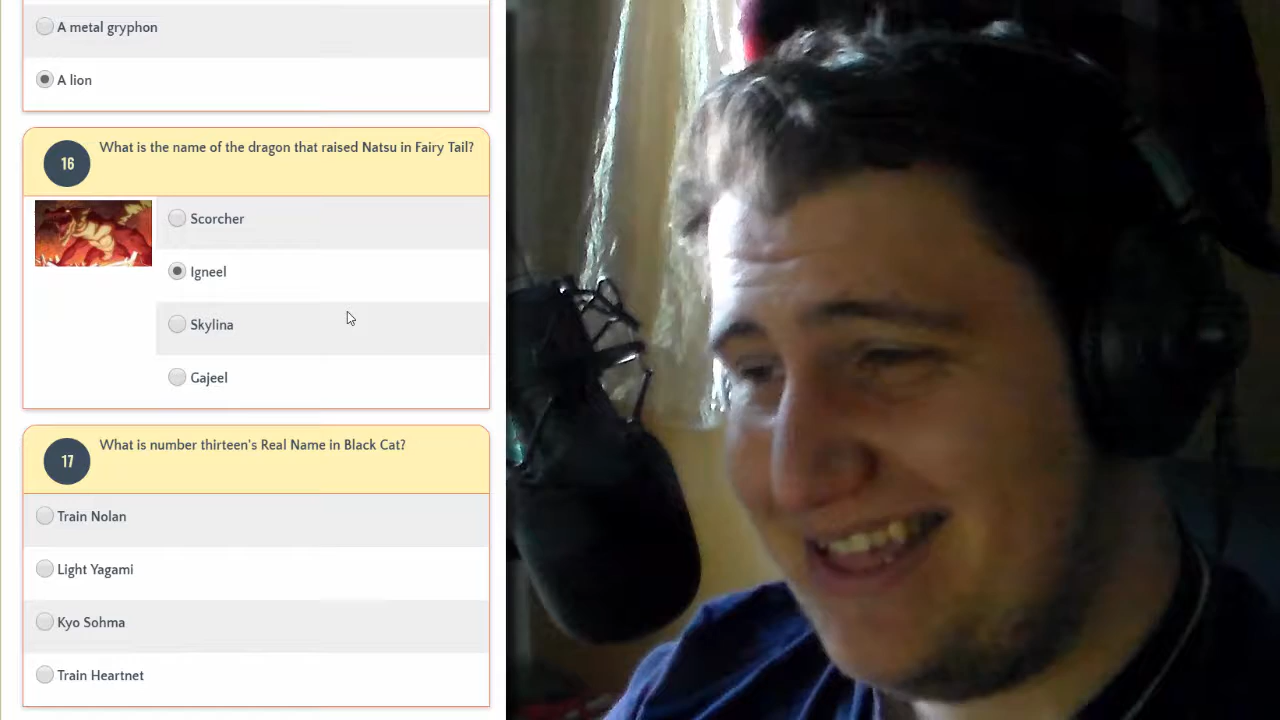 A metal gryphon
A lion
16
What is the name of the dragon that raised Natsu in Fairy Tail?
Scorcher
Igneel
Skylina
Gajeel
17
What is number thirteen's Real Name in Black Cat?
Train Nolan
Light Yagami
Kyo Sohma
Train Heartnet